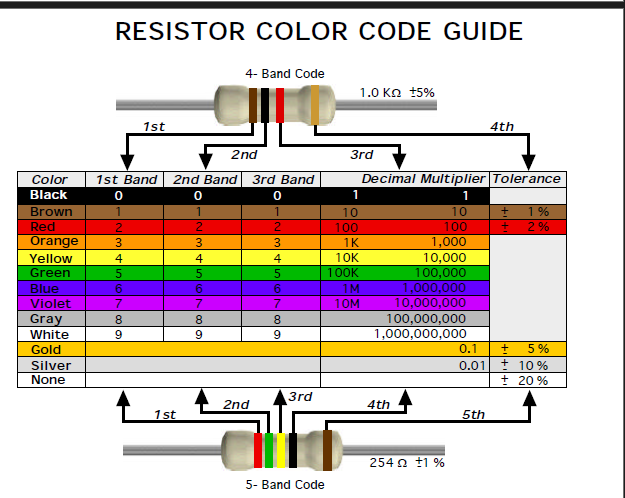 RESISTOR COLOR CODE GUIDE
4- Band Code
1.0 KΩ ±5%
1st 4th
2nd 3rd
Color 1st Band 2nd Band 3rd Band Decimal Multiplier Tolerance
Black 0 0 0 1 1
Brown 1 1 1 10 10 ± 1%
Red 2 2 2 100 100 ± 2%
Orange 3 3 3 1K 1,000
Yellow 4 4 4 10K 10,000
Green 5 5 5 100K 100,000
Blue 6 6 6 1M 1,000,000
Violet 7 7 7 10M 10,000,000
Gray 8 8 8 100,000,000
White 9 9 9 1,000,000,000
Gold 0.1 ± 5%
Silver 0.01 ± 10%
None ± 20%
1st 2nd 3rd 4th 5th
254 Ω ±1 %
5- Band Code